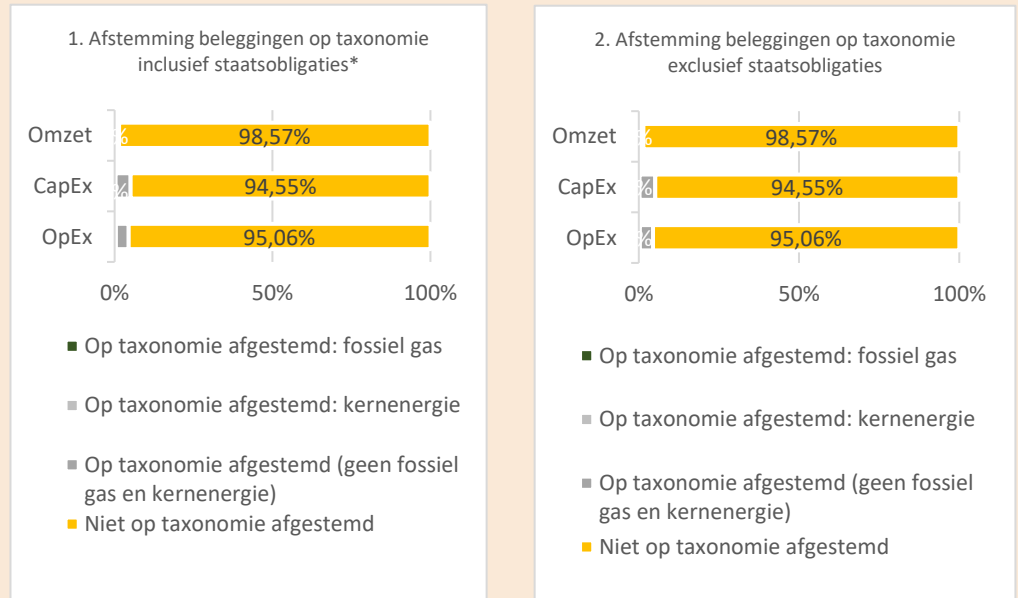 1. Afstemming beleggingen op taxonomie
inclusief staatsobligaties*
Omzet
98,57%
CapEx
94,55%
OpEx
95,06%
0%
50%
100%
Op taxonomie afgestemd: fossiel gas
Op taxonomie afgestemd: kernenergie
Op taxonomie afgestemd (geen fossiel
gas en kernenergie)
Niet op taxonomie afgestemd
2. Afstemming beleggingen op taxonomie
exclusief staatsobligaties
Omzet
98,57%
CapEx
94,55%
OpEx
95,06%
0%
50%
100%
Op taxonomie afgestemd: fossiel gas
Op taxonomie afgestemd: kernenergie
Op taxonomie afgestemd (geen fossiel
gas en kernenergie)
Niet op taxonomie afgestemd